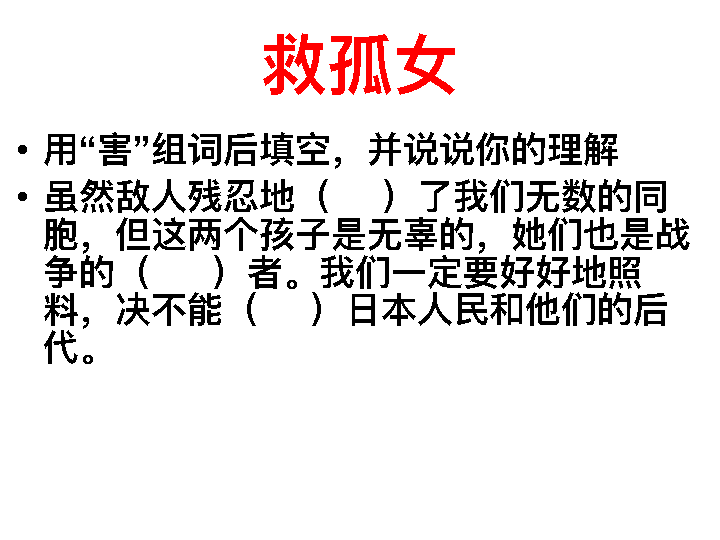 救孤女
• 用“害”组词后填空，并说说你的理解
• 虽然敌人残忍地（ ）了我们无数的同
胞，但这两个孩子是无辜的，她们也是战
争的（ ）者。我们一定要好好地照
料，决不能（ ）日本人民和他们的后
代。